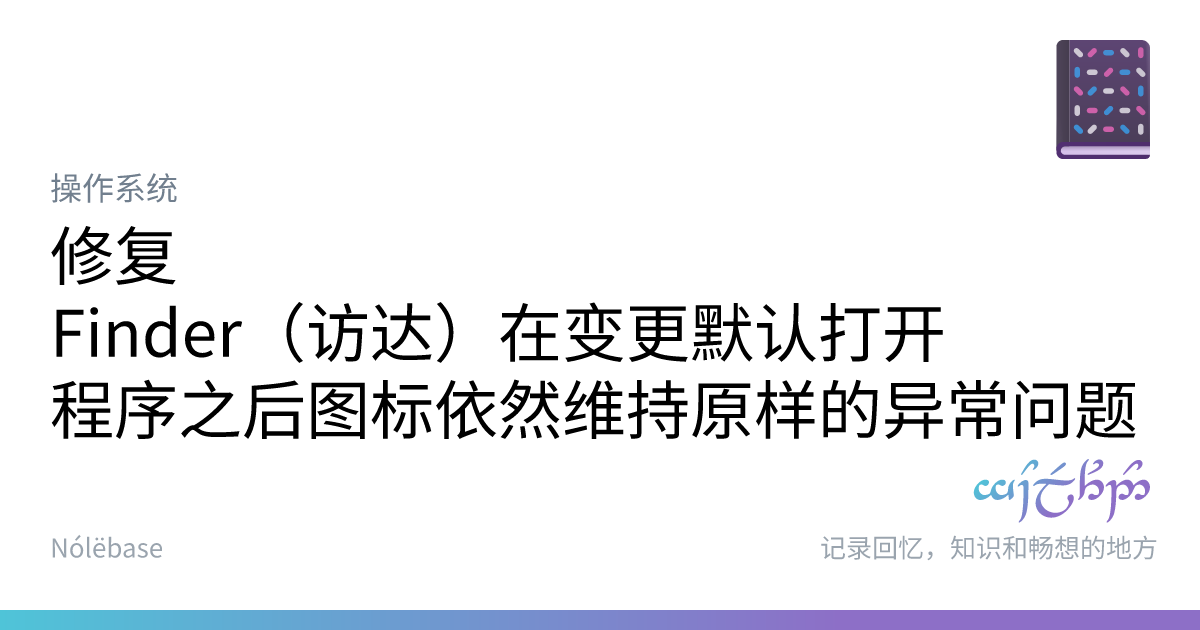 操作系统
修复
Finder（访达）在变更默认打开
程序之后图标依然维持原样的异常问题
Nólëbase
记录回忆，知识和畅想的地方